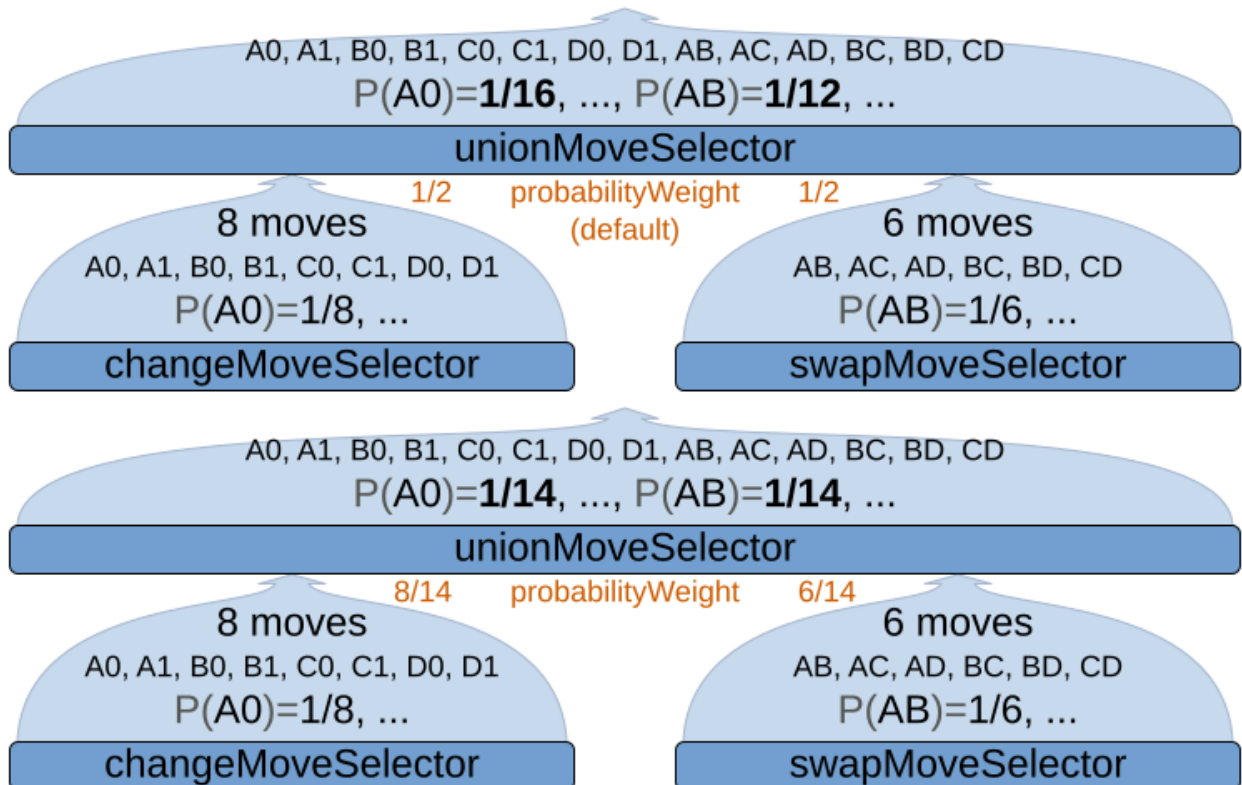 A0, A1, B0, B1, C0, C1, D0, D1, AB, AC, AD, BC, BD, CD
P(A0)=1/16, ..., P(AB)=1/12, ...
unionMoveSelector
1/2 probabilityWeight 1/2
(default)
8 moves
A0, A1, B0, B1, C0, C1, D0, D1
P(A0)=1/8, ...
changeMoveSelector
6 moves
AB, AC, AD, BC, BD, CD
P(AB)=1/6, ...
swapMoveSelector
A0, A1, B0, B1, C0, C1, D0, D1, AB, AC, AD, BC, BD, CD
P(A0)=1/14, ..., P(AB)=1/14, ...
unionMoveSelector
8/14 probabilityWeight 6/14
8 moves
A0, A1, B0, B1, C0, C1, D0, D1
P(A0)=1/8, ...
changeMoveSelector
6 moves
AB, AC, AD, BC, BD, CD
P(AB)=1/6, ...
swapMoveSelector